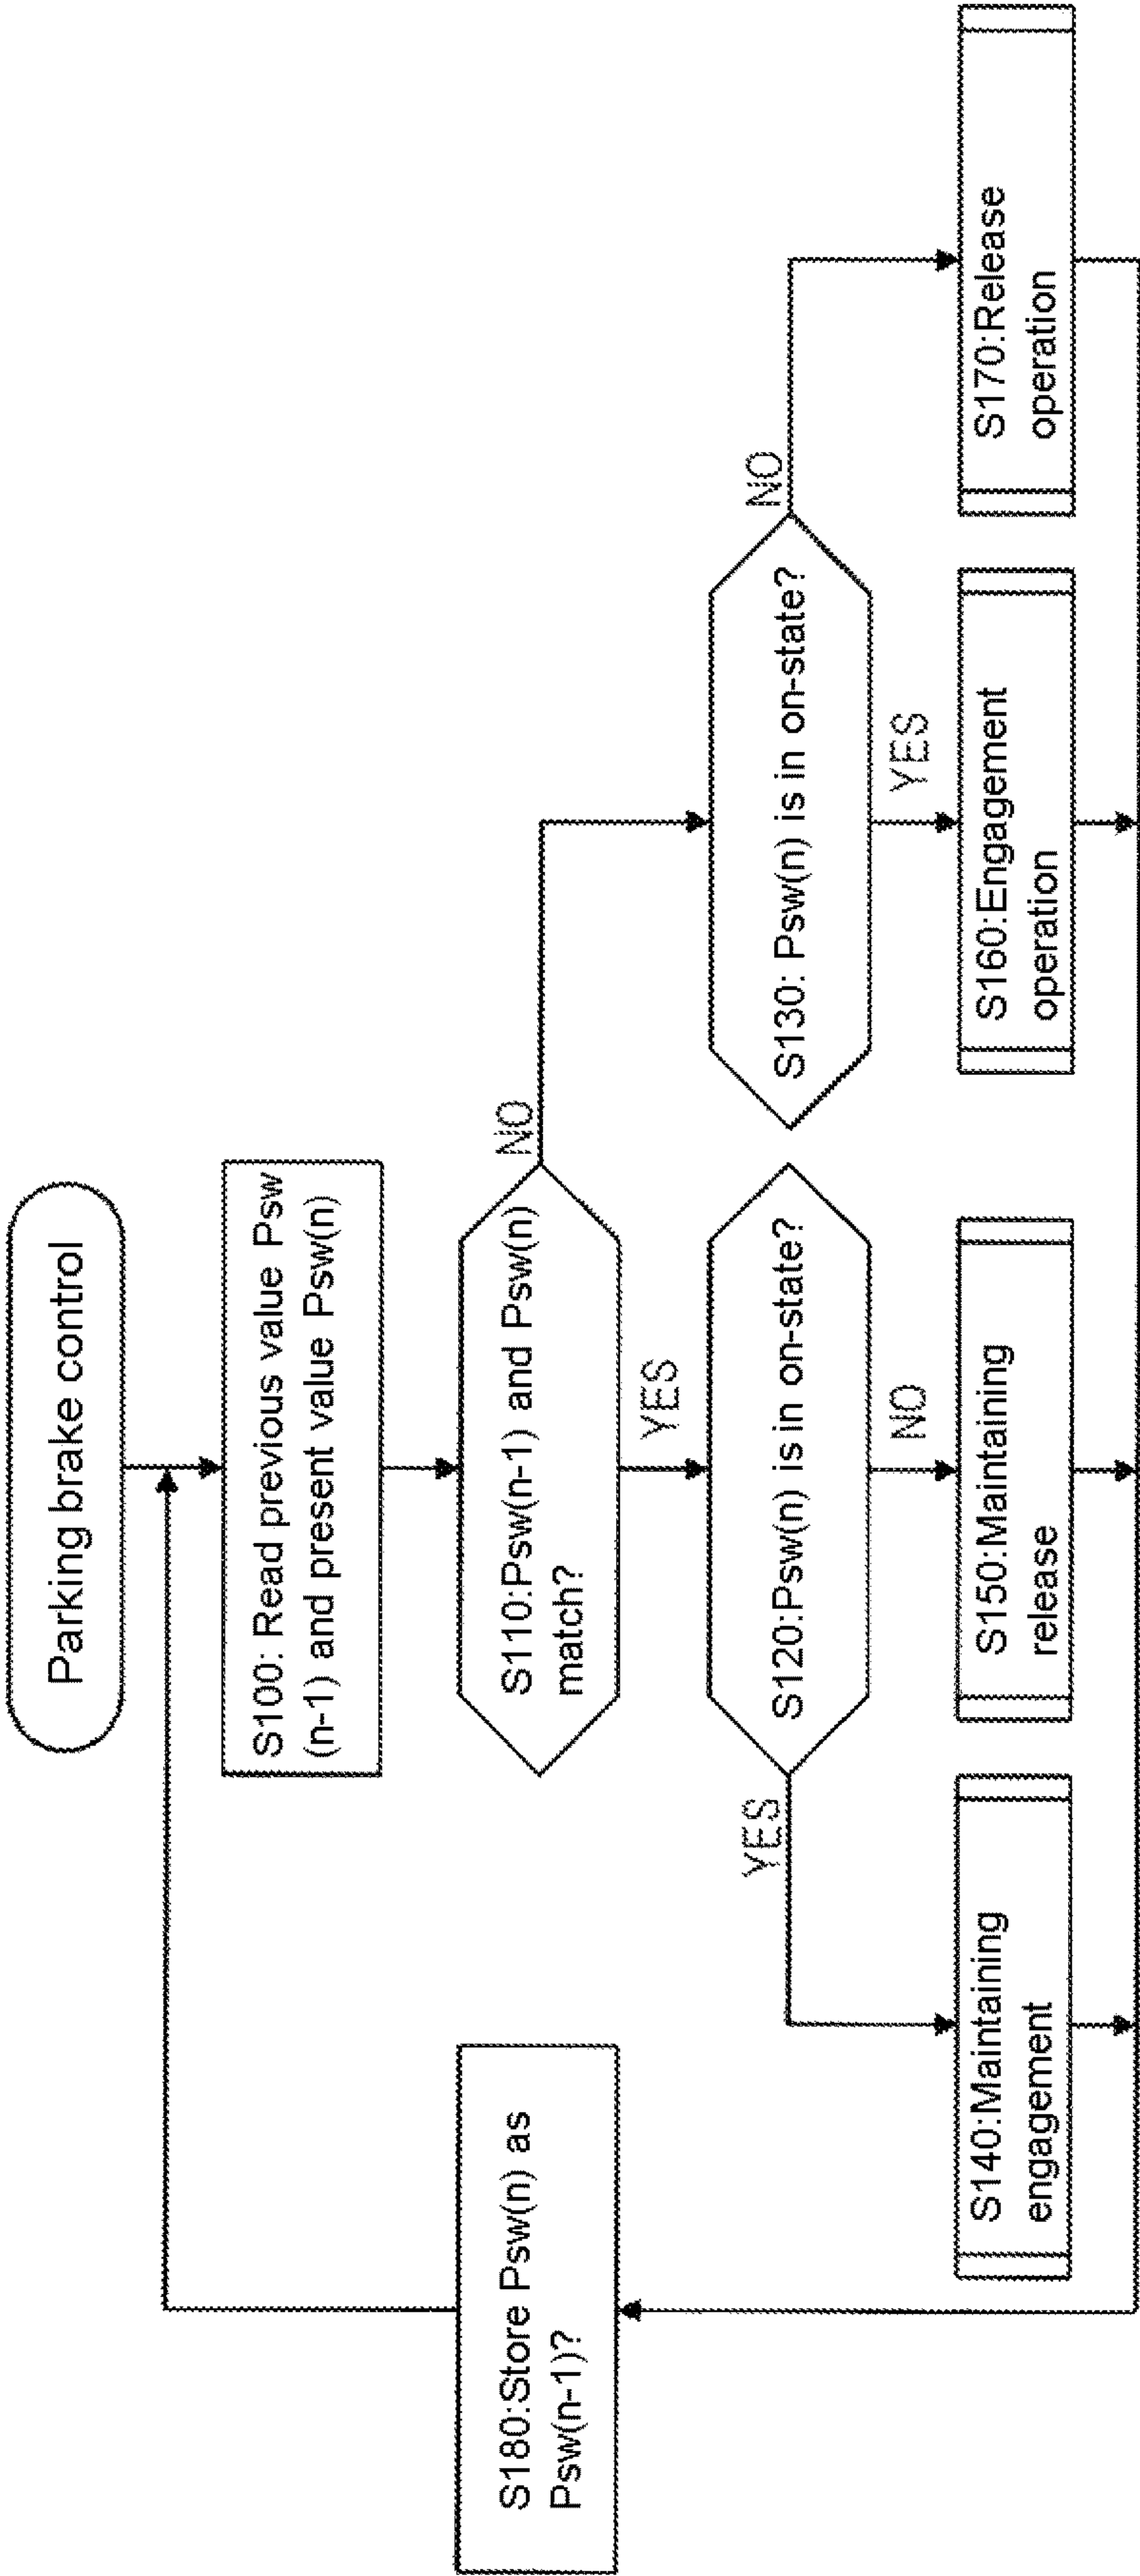 Parking brake control
S100: Read previous value Psw
(n-1) and present value Psw(n)
S110:Psw(n-1) and Psw(n)
match?
NO
YES
S120:Psw(n) is in on-state?
S130: Psw(n) is in on-state?
YES
NO
YES
NO
S140:Maintaining
engagement
S150:Maintaining
release
S160:Engagement
operation
S170:Release
operation
S180:Store Psw(n) as
Psw(n-1)?